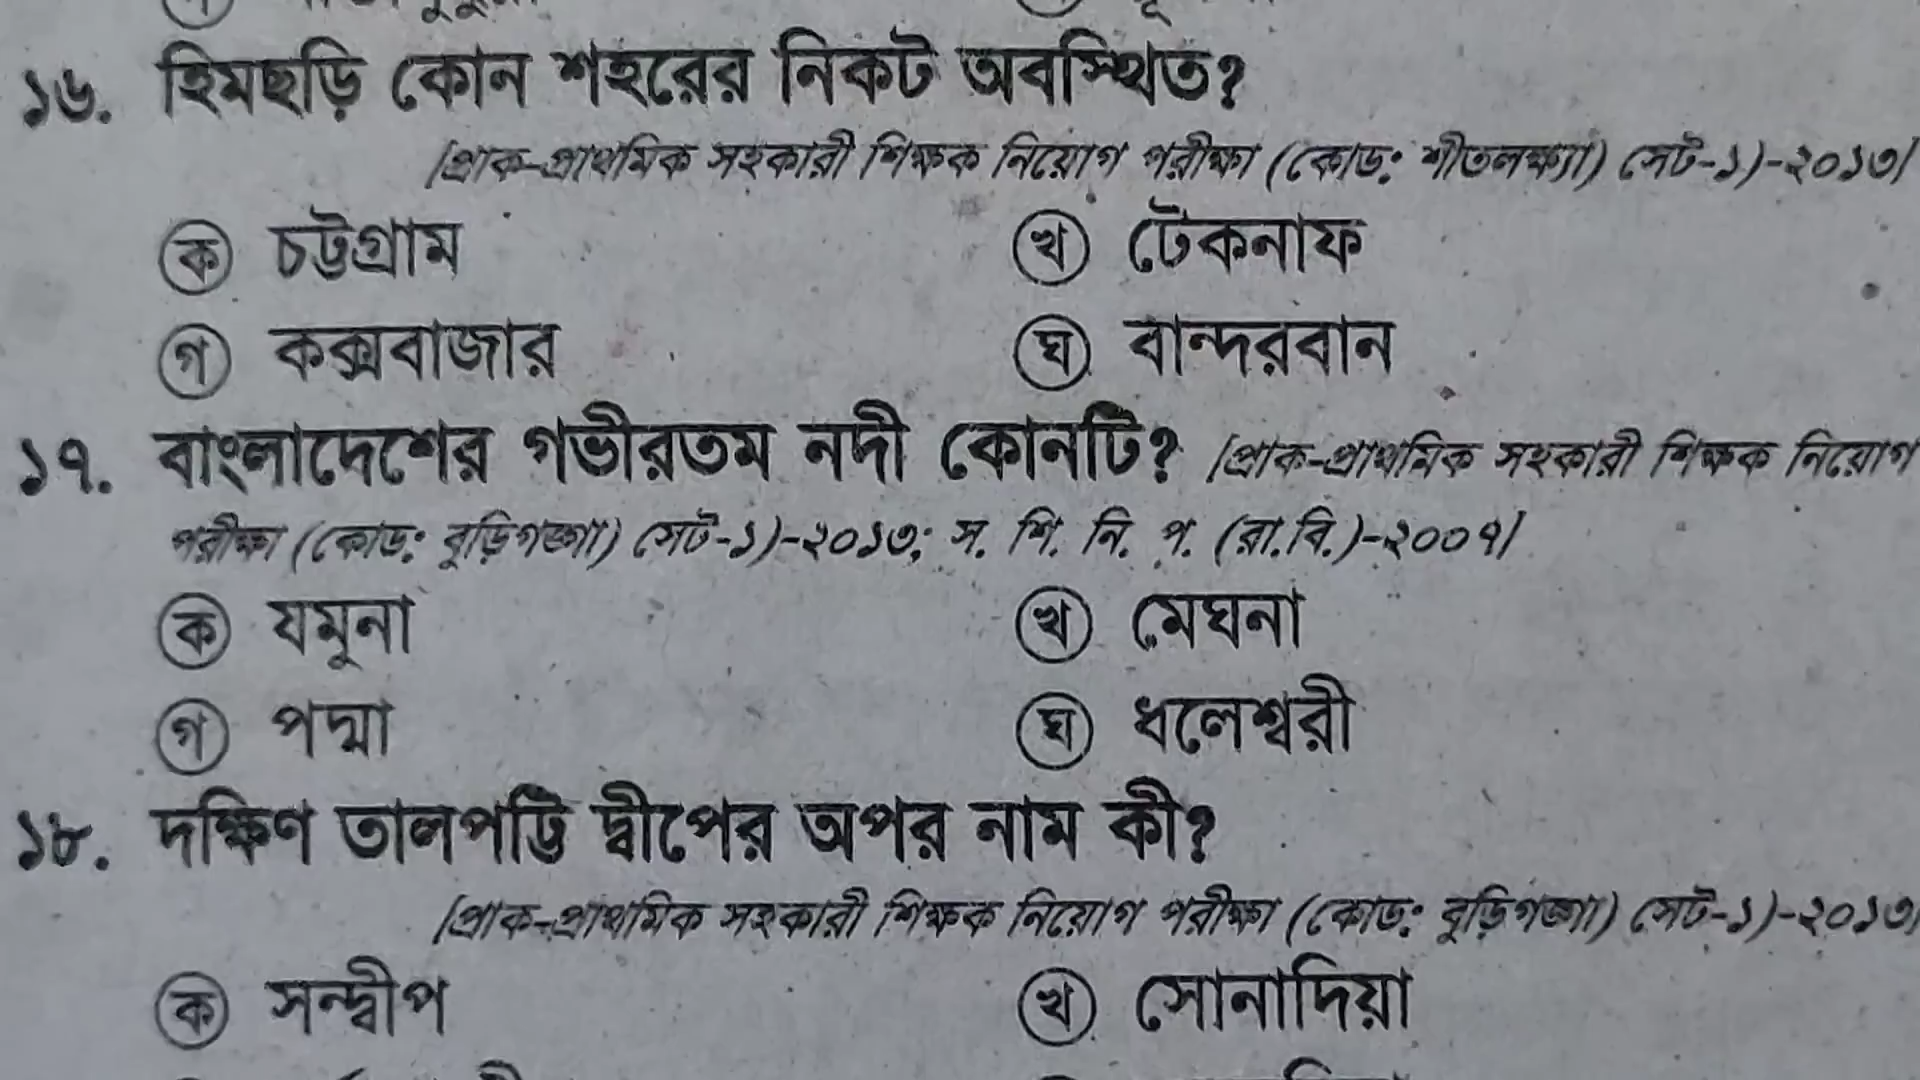 ১৬. হিমছড়ি কোন শহরের নিকট অবস্থিত?
[প্রাক-প্রাথমিক সহকারী শিক্ষক নিয়োগ পরীক্ষা (কোড: শীতলক্ষ্যা) সেট-১)-২০১৩]
ক চট্টগ্রাম খ টেকনাফ
গ কক্সবাজার ঘ বান্দরবান
১৭. বাংলাদেশের গভীরতম নদী কোনটি? [প্রাক-প্রাথমিক সহকারী শিক্ষক নিয়োগ
পরীক্ষা (কোড: বুড়িগঙ্গা) সেট-১)-২০১৩; স. শি. নি. প. (রা.বি.)-২০০৭]
ক যমুনা খ মেঘনা
গ পদ্মা ঘ ধলেশ্বরী
১৮. দক্ষিণ তালপট্টি দ্বীপের অপর নাম কী?
[প্রাক-প্রাথমিক সহকারী শিক্ষক নিয়োগ পরীক্ষা (কোড: বুড়িগঙ্গা) সেট-১)-২০১৩]
ক সন্দ্বীপ খ সোনাদিয়া